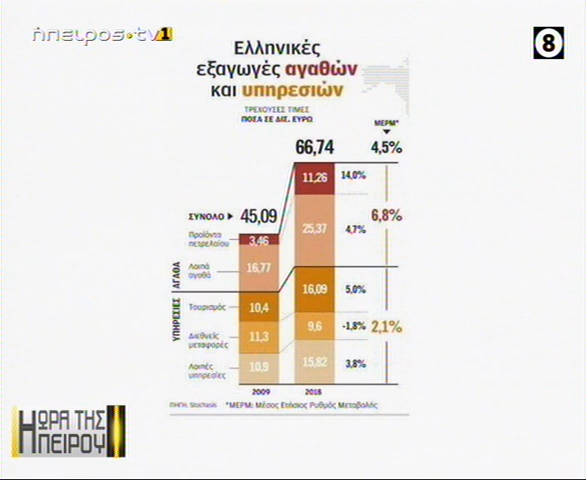 ήπειρος.tv1
8
Ελληνικές
εξαγωγές αγαθών
και υπηρεσιών
ΤΡΕΧΟΥΣΕΣ ΤΙΜΕΣ
ΠΟΣΑ ΣΕ ΔΙΣ. ΕΥΡΩ
ΜΕΡΜ*
66,74
4,5%
11,26
14,0%
ΣΥΝΟΛΟ
45,09
6,8%
Προϊόντα
πετρελαίου
3,46
25,37
4,7%
ΑΓΑΘΑ
Λοιπά
αγαθά
16,77
ΥΠΗΡΕΣΙΕΣ
Τουρισμός
10,4
16,09
5,0%
Διεθνείς
μεταφορές
11,3
9,6
-1,8%
2,1%
Λοιπές
υπηρεσίες
10,9
15,82
3,8%
2009
2018
ΠΗΓΗ: Stochasis
*ΜΕΡΜ: Μέσος Ετήσιος Ρυθμός Μεταβολής
Η ΩΡΑ ΤΗΣ
ΗΠΕΙΡΟΥ